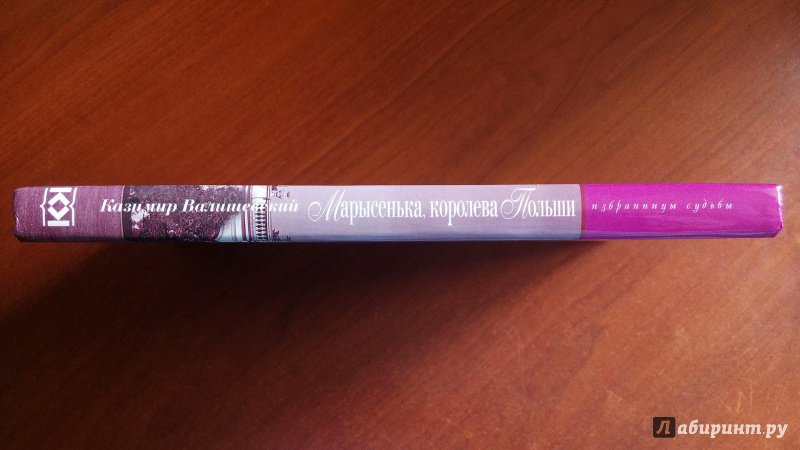 Казимир Валишевский
Марысенька, королева Польши
избранницы судьбы
Лабиринт.ру